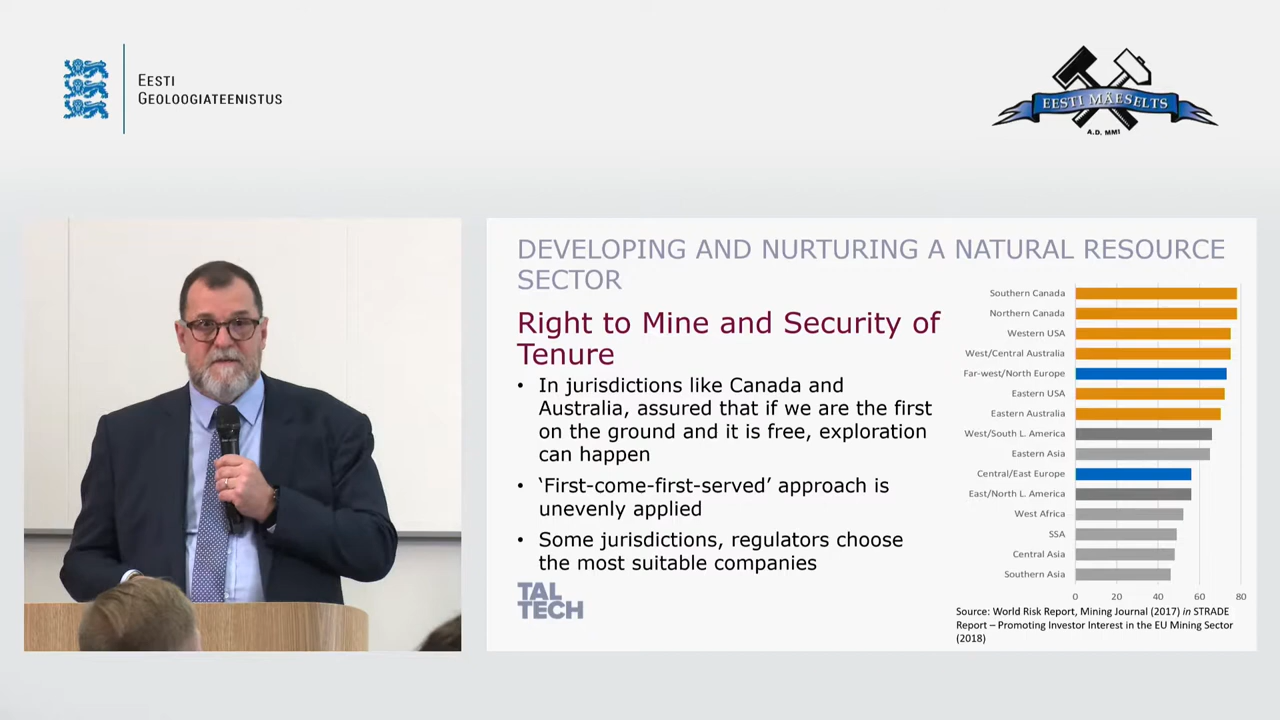 EESTI
GEOLOOGIATEENISTUS
EESTI MÄESELTS
A.D. MMI
DEVELOPING AND NURTURING A NATURAL RESOURCE
SECTOR
Right to Mine and Security of
Tenure
• In jurisdictions like Canada and
Australia, assured that if we are the first
on the ground and it is free, exploration
can happen
• ‘First-come-first-served’ approach is
unevenly applied
• Some jurisdictions, regulators choose
the most suitable companies
TAL
TECH
Southern Canada
Northern Canada
Western USA
West/Central Australia
Far-west/North Europe
Eastern USA
Eastern Australia
West/South L. America
Eastern Asia
Central/East Europe
East/North L. America
West Africa
SSA
Central Asia
Southern Asia
0 20 40 60 80
Source: World Risk Report, Mining Journal (2017) in STRADE
Report – Promoting Investor Interest in the EU Mining Sector
(2018)